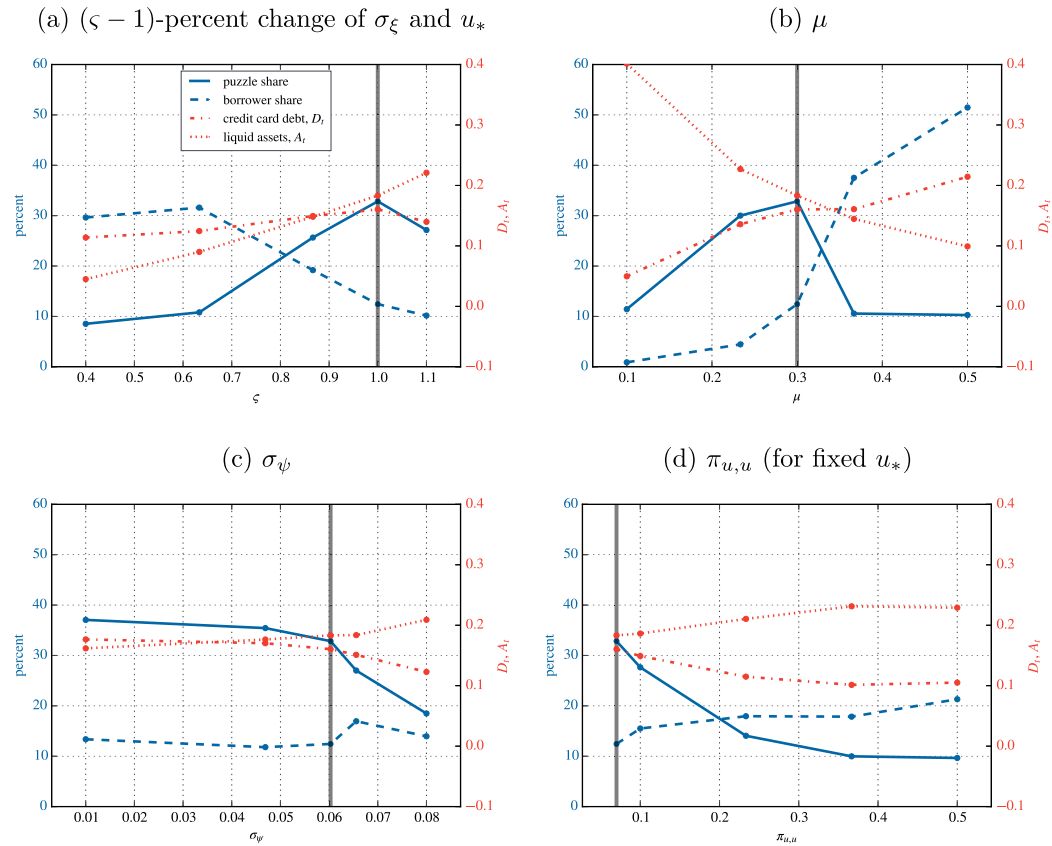 (a) (ς − 1)-percent change of σ_ξ and u_*
60
50
40
30
20
10
0
percent
puzzle share
borrower share
credit card debt, D_t
liquid assets, A_t
0.4
0.3
0.2
0.1
0.0
−0.1
D_t, A_t
0.4 0.5 0.6 0.7 0.8 0.9 1.0 1.1
ς
(b) μ
60
50
40
30
20
10
0
percent
0.4
0.3
0.2
0.1
0.0
−0.1
D_t, A_t
0.1 0.2 0.3 0.4 0.5
μ
(c) σ_ψ
60
50
40
30
20
10
0
percent
0.4
0.3
0.2
0.1
0.0
−0.1
D_t, A_t
0.01 0.02 0.03 0.04 0.05 0.06 0.07 0.08
σ_ψ
(d) π_{u,u} (for fixed u_*)
60
50
40
30
20
10
0
percent
0.4
0.3
0.2
0.1
0.0
−0.1
D_t, A_t
0.1 0.2 0.3 0.4 0.5
π_{u,u}